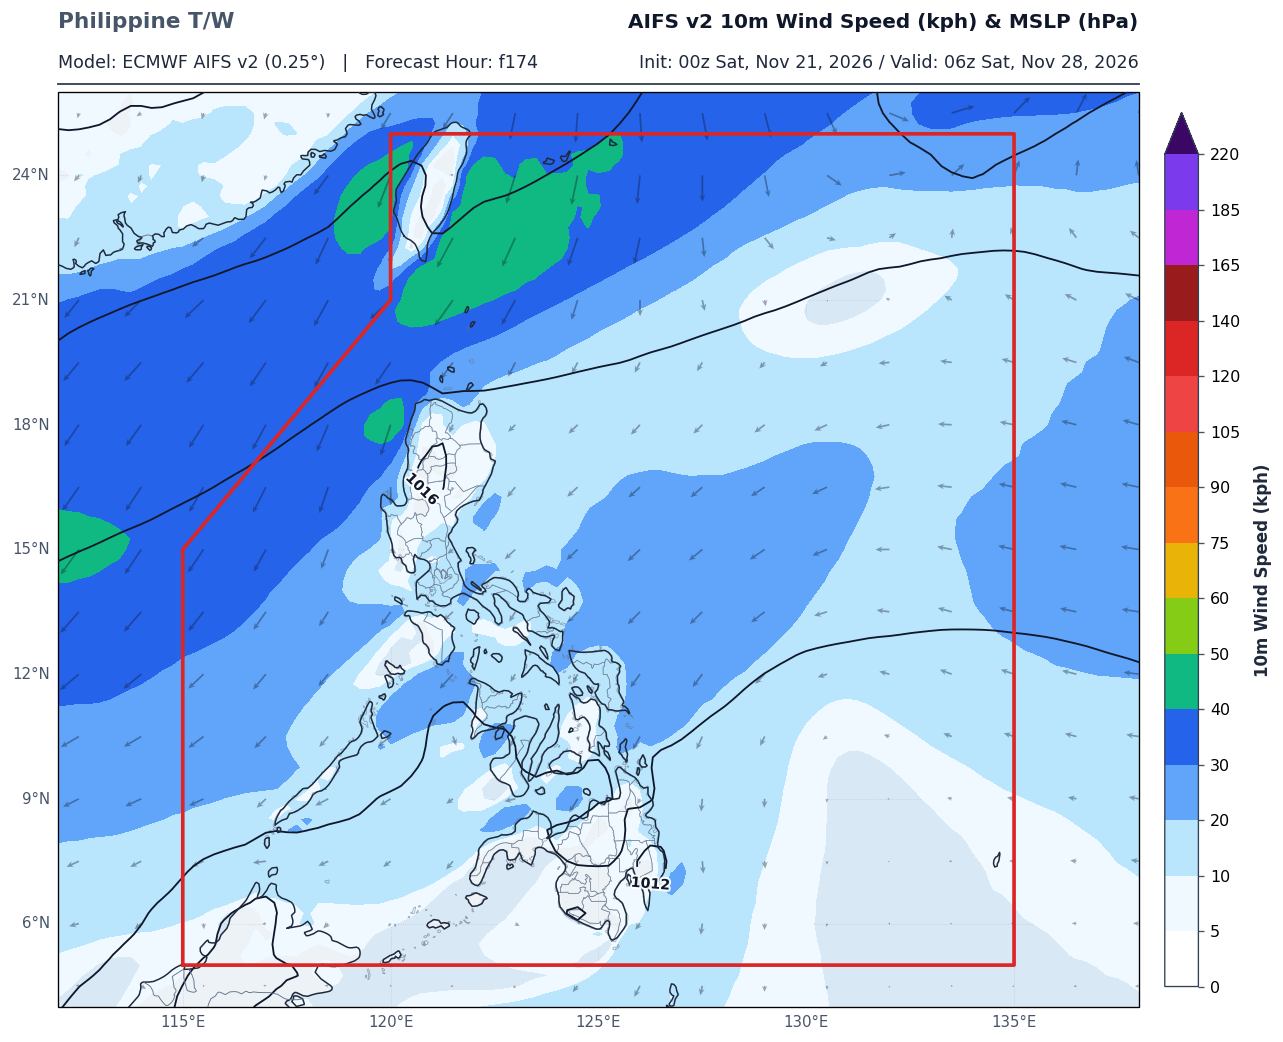 Philippine T/W
AIFS v2 10m Wind Speed (kph) & MSLP (hPa)
Model: ECMWF AIFS v2 (0.25°) | Forecast Hour: f174
Init: 00z Sat, Nov 21, 2026 / Valid: 06z Sat, Nov 28, 2026
24°N
21°N
18°N
15°N
12°N
9°N
6°N
115°E
120°E
125°E
130°E
135°E
1016
1012
220
185
165
140
120
105
90
75
60
50
40
30
20
10
5
0
10m Wind Speed (kph)